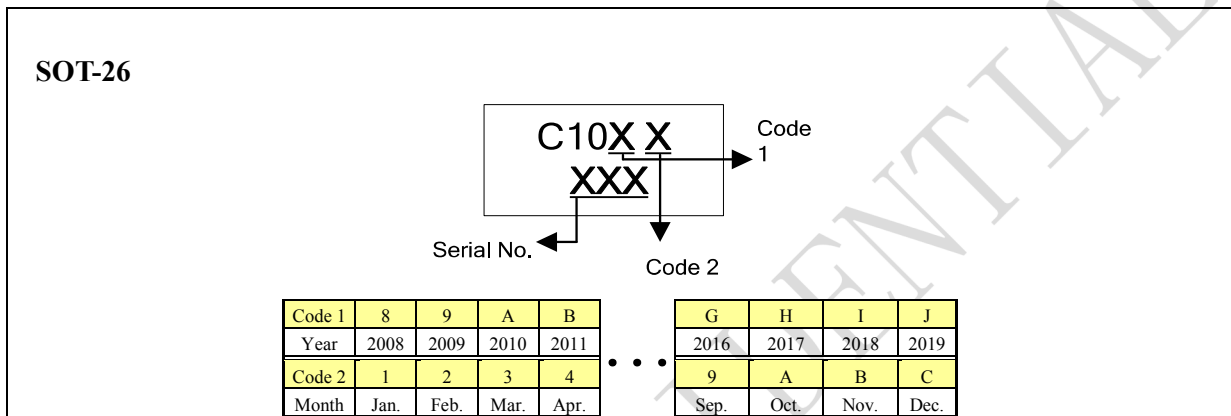 SOT-26
C10X X
XXX
Code 1
Serial No.
Code 2
Code 1 8 9 A B G H I J
Year 2008 2009 2010 2011 • • • 2016 2017 2018 2019
Code 2 1 2 3 4 9 A B C
Month Jan. Feb. Mar. Apr. Sep. Oct. Nov. Dec.